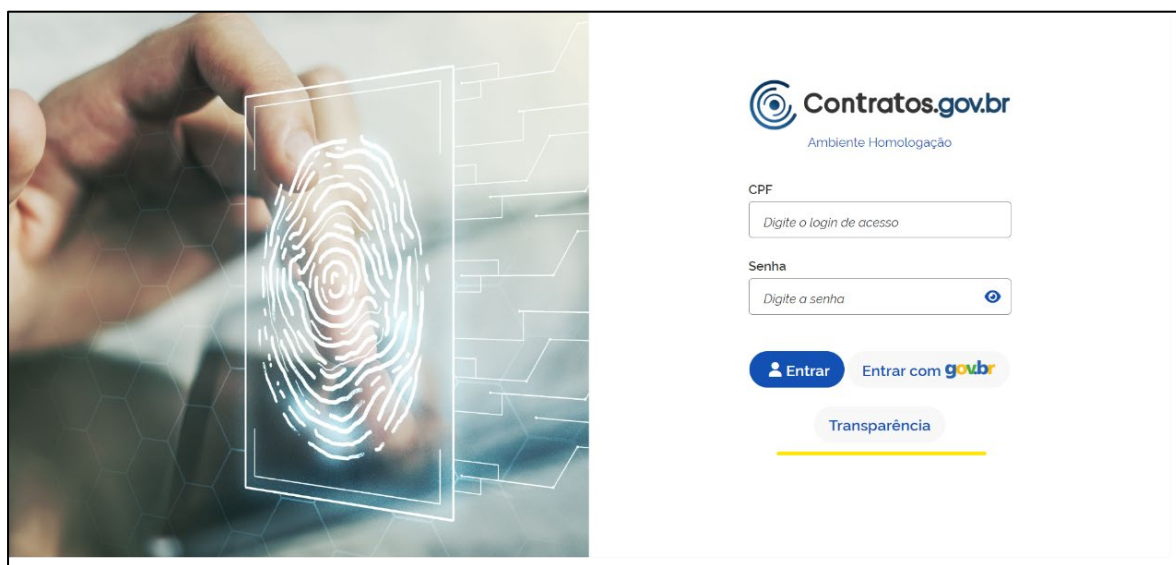 Contratos.gov.br
Ambiente Homologação
CPF
Digite o login de acesso
Senha
Digite a senha
Entrar
Entrar com gov.br
Transparência